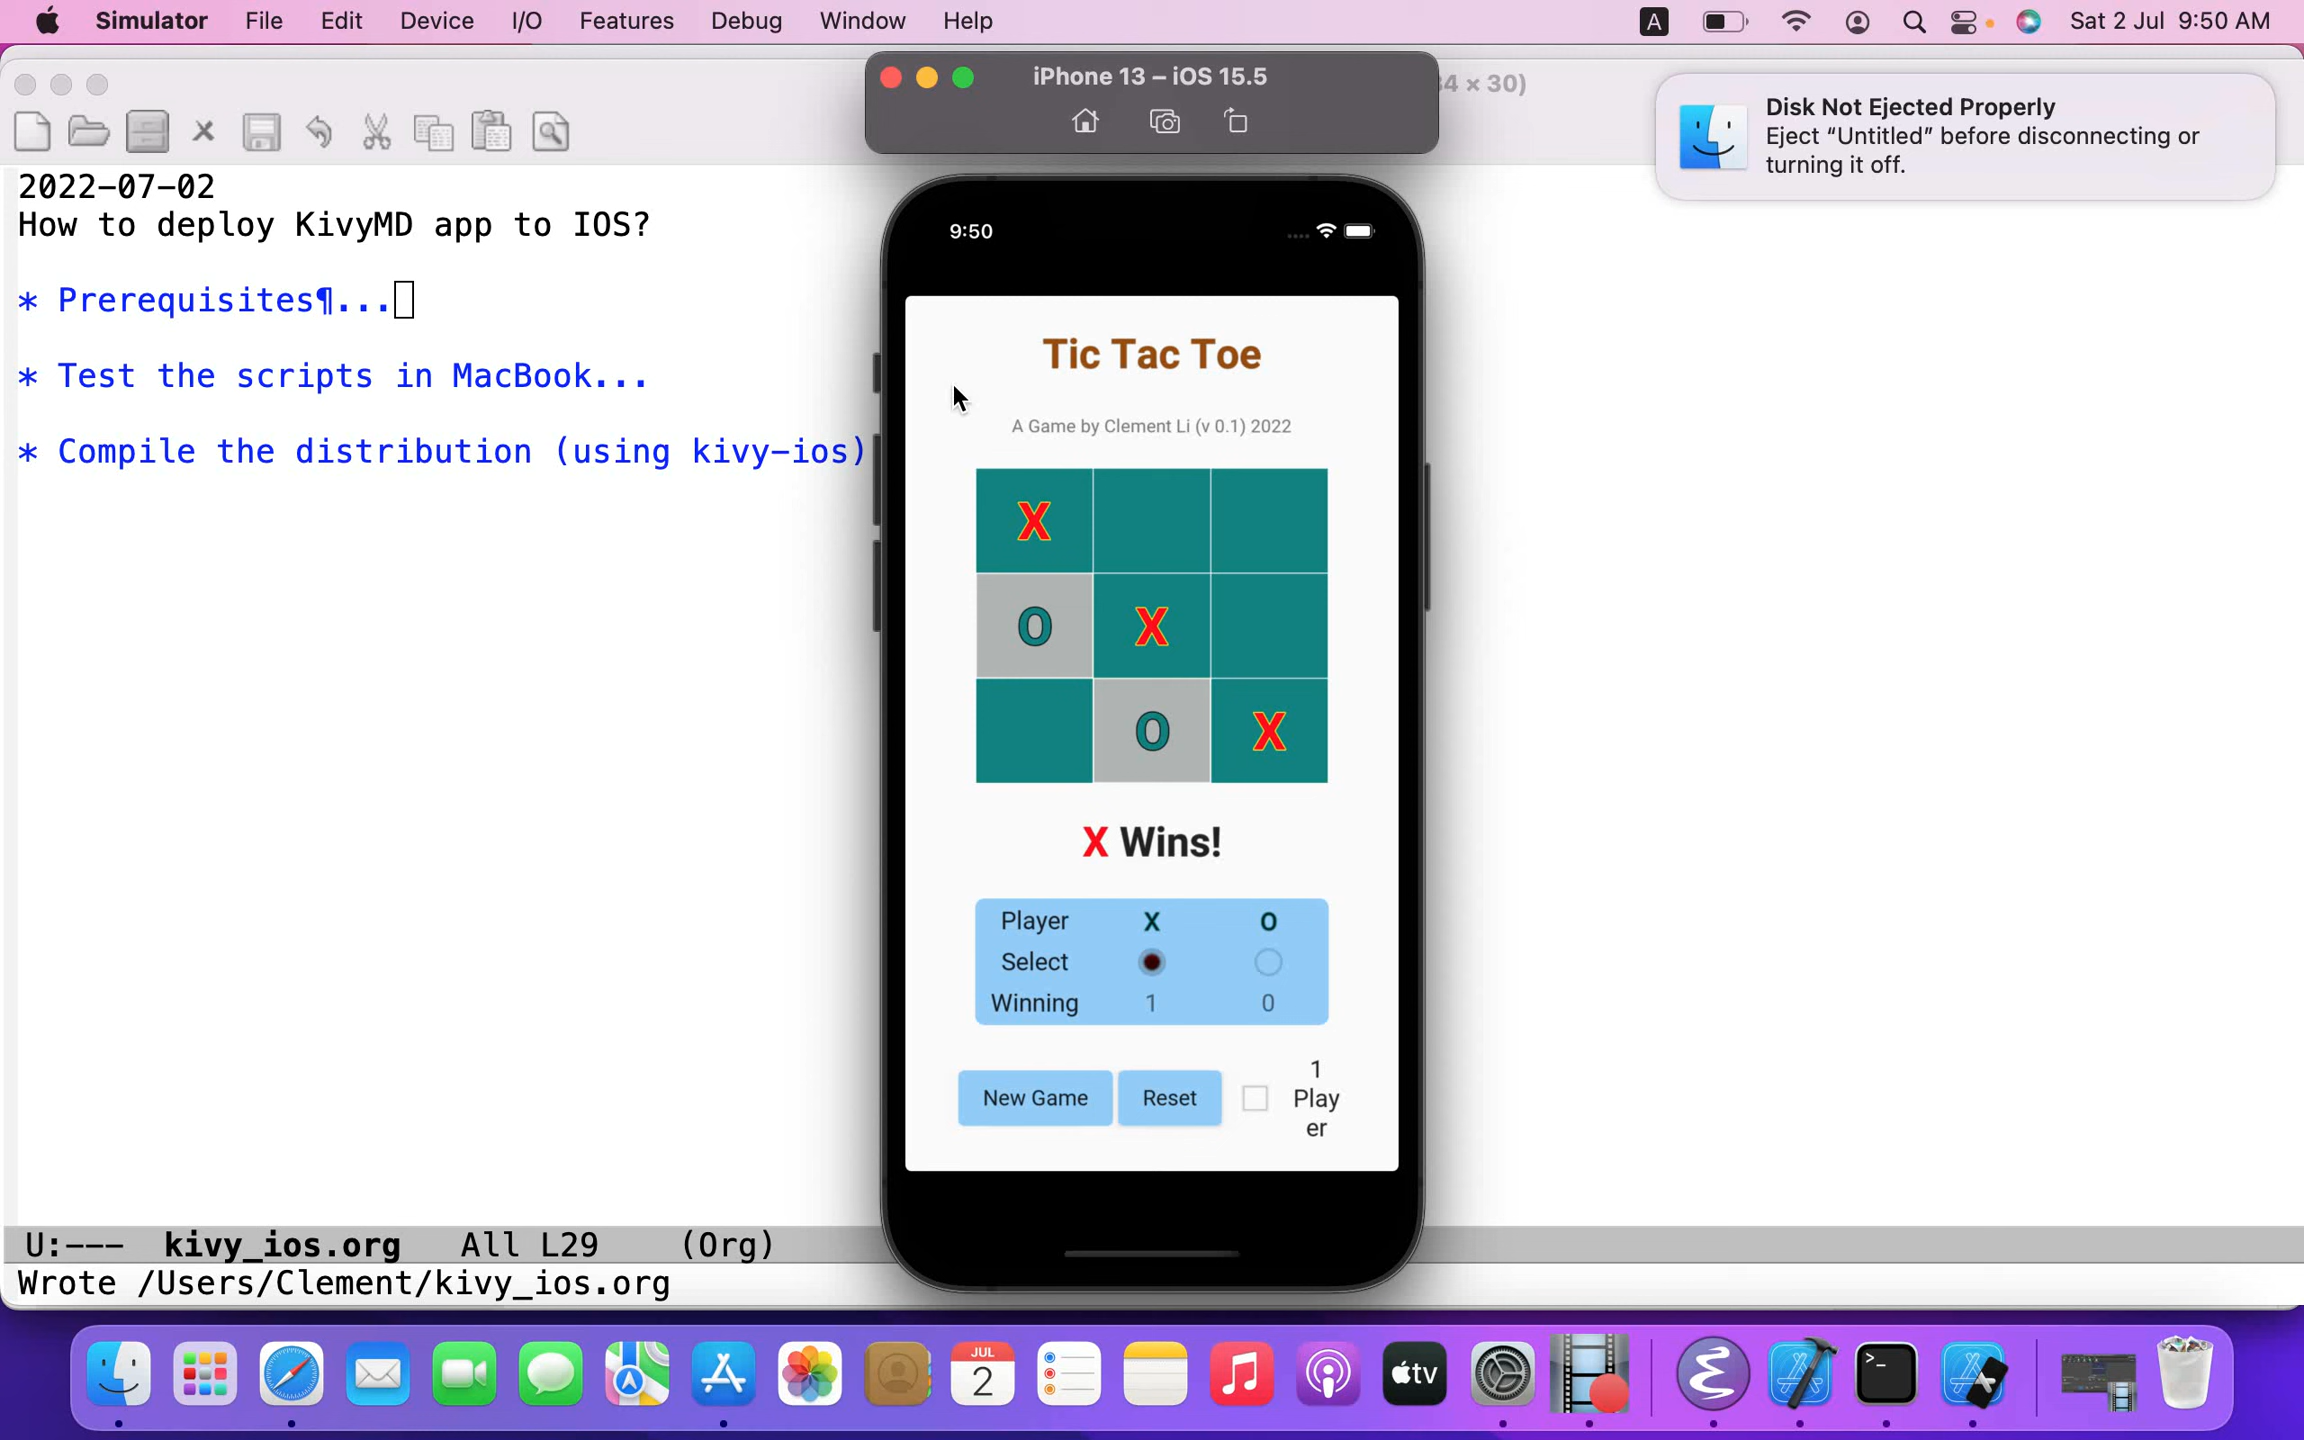 Simulator File Edit Device I/O Features Debug Window Help
A
Sat 2 Jul 9:50 AM
iPhone 13 – iOS 15.5
4 × 30)
Disk Not Ejected Properly
Eject “Untitled” before disconnecting or
turning it off.
2022-07-02
How to deploy KivyMD app to IOS?
* Prerequisites¶...
* Test the scripts in MacBook...
* Compile the distribution (using kivy-ios)
9:50
Tic Tac Toe
A Game by Clement Li (v 0.1) 2022
X
O X
O X
X Wins!
Player X O
Select
Winning 1 0
New Game Reset
1
Play
er
U:--- kivy_ios.org All L29 (Org)
Wrote /Users/Clement/kivy_ios.org
JUL
2
tv
>_